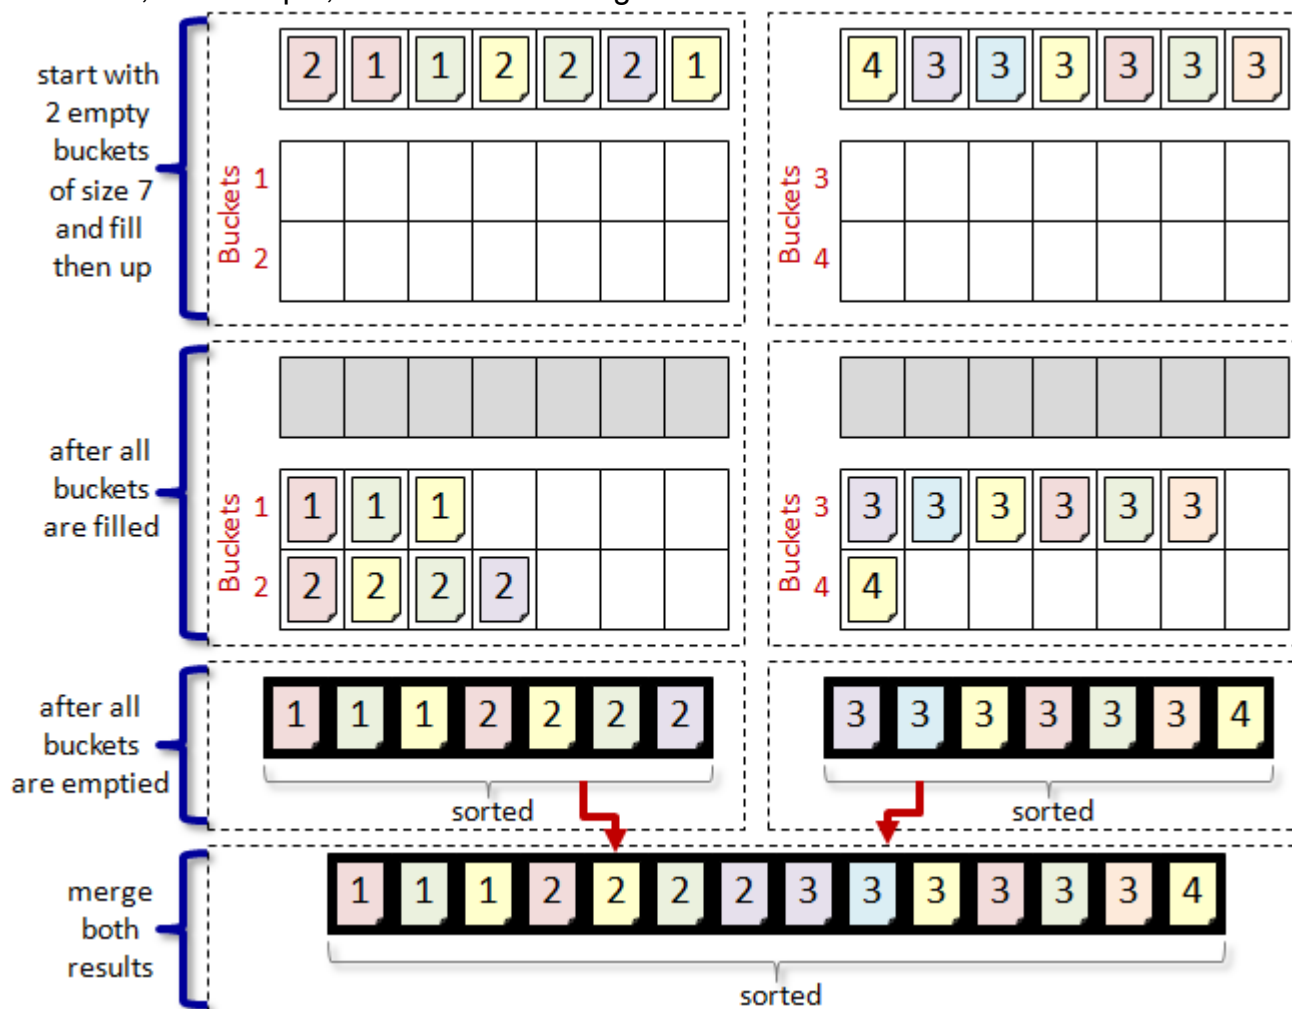 start with
2 empty
buckets
of size 7
and fill
then up
2 1 1 2 2 2 1
Buckets
1
2
4 3 3 3 3 3 3
Buckets
3
4
after all
buckets
are filled
Buckets
1
1 1 1
2
2 2 2 2
Buckets
3
3 3 3 3 3 3
4
4
after all
buckets
are emptied
1 1 1 2 2 2 2
sorted
3 3 3 3 3 3 4
sorted
merge
both
results
1 1 1 2 2 2 2 3 3 3 3 3 3 4
sorted